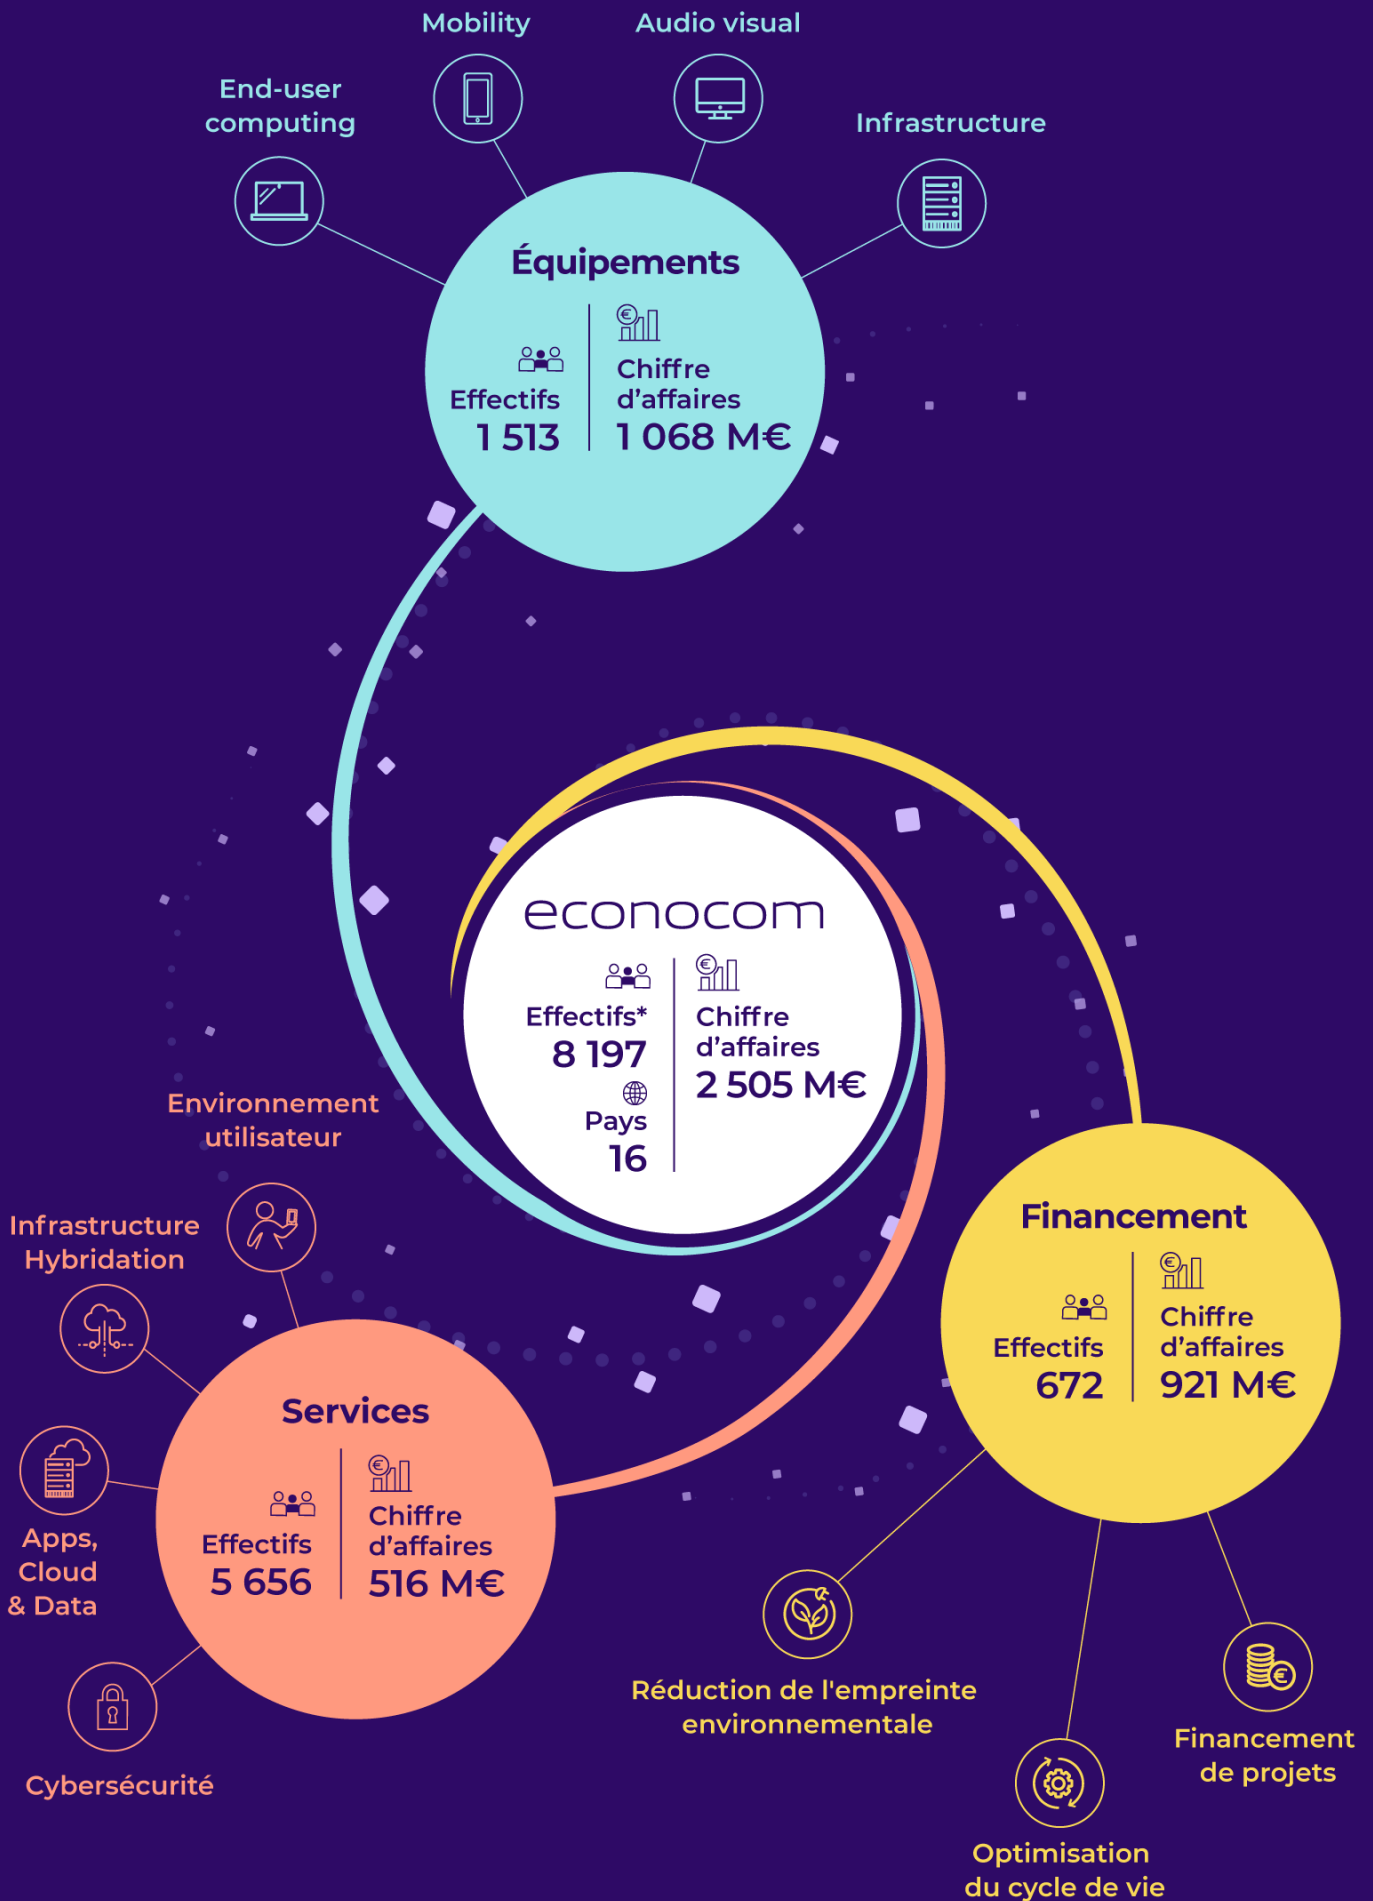 Mobility
Audio visual
End-user
computing
Infrastructure
Équipements
Effectifs
1 513
Chiffre
d’affaires
1 068 M€
econocom
Effectifs*
8 197
Pays
16
Chiffre
d’affaires
2 505 M€
Environnement
utilisateur
Infrastructure
Hybridation
Apps,
Cloud
& Data
Cybersécurité
Services
Effectifs
5 656
Chiffre
d’affaires
516 M€
Financement
Effectifs
672
Chiffre
d’affaires
921 M€
Réduction de l'empreinte
environnementale
Optimisation
du cycle de vie
Financement
de projets